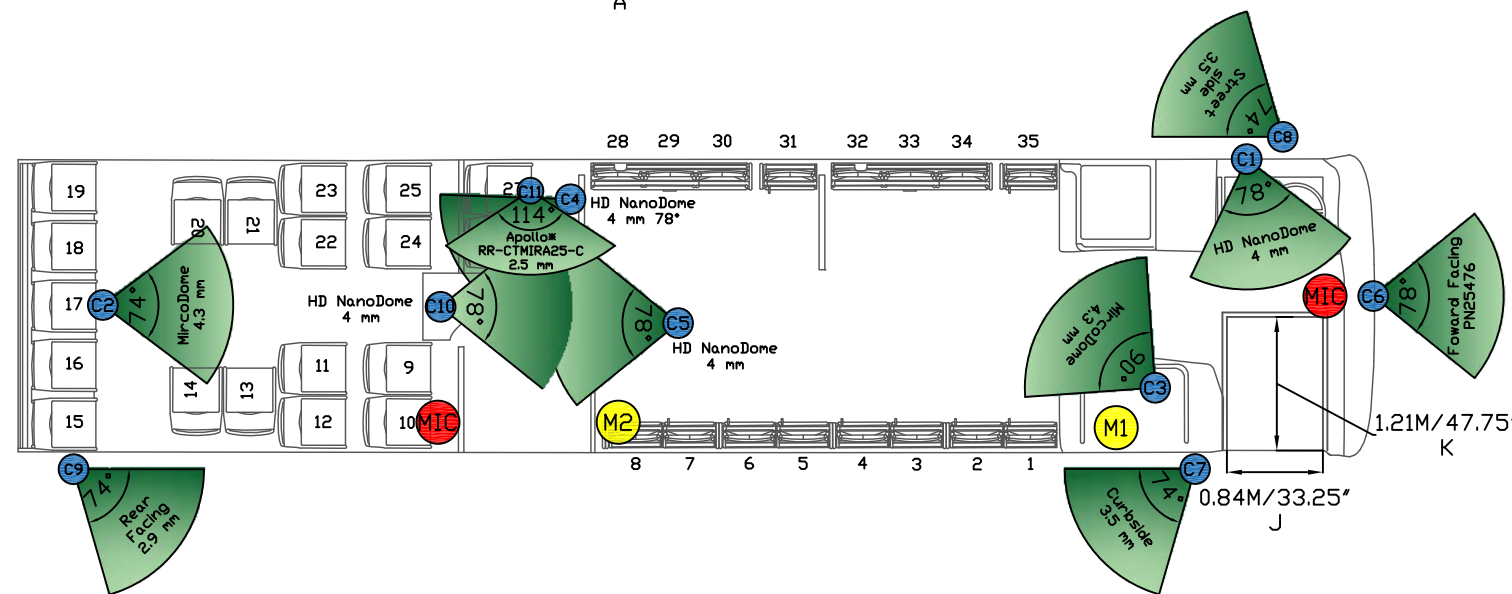 A
Street
side
3.5 mm
74°
C8
28 29 30 31 32 33 34 35
C1
78°
HD NanoDome
4 mm
19
23
25
27
C11
C4
HD NanoDome
4 mm 78°
114°
Apollo*
RR-CTMIRA25-C
2.5 mm
20
21
18
22
24
MIC
C6
78°
Foward Facing
PN25476
C2
74°
MircoDome
4.3 mm
17
HD NanoDome
4 mm
C10
78°
C5
78°
HD NanoDome
4 mm
MircoDome
4.3 mm
90°
C3
16
11
9
14
13
15
12
10
MIC
M2
M1
1.21M/47.75"
K
8 7 6 5 4 3 2 1
C9
74°
Rear
Facing
2.9 mm
C7
74°
Curbside
3.5 mm
0.84M/33.25"
J